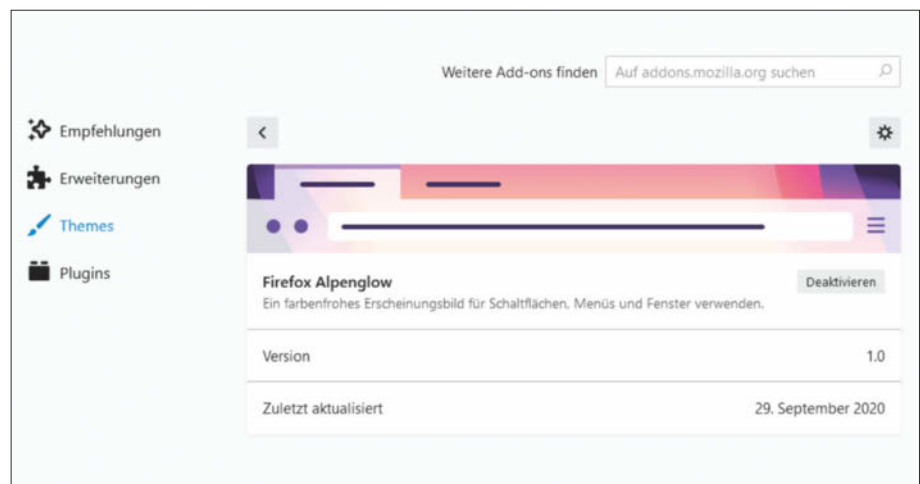 Weitere Add-ons finden
Auf addons.mozilla.org suchen
Empfehlungen
Erweiterungen
Themes
Plugins
Firefox Alpenglow
Deaktivieren
Ein farbenfrohes Erscheinungsbild für Schaltflächen, Menüs und Fenster verwenden.
Version
1.0
Zuletzt aktualisiert
29. September 2020